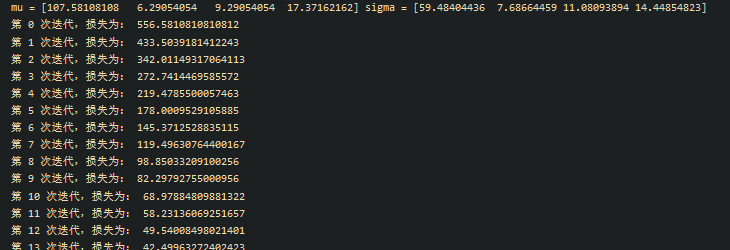 mu = [107.58108108   6.29054054   9.29054054  17.37162162] sigma = [59.48404436  7.68664459 11.08093894 14.44854823]
第 0 次迭代，损失为： 556.5810810810812
第 1 次迭代，损失为： 433.5039181412243
第 2 次迭代，损失为： 342.01149317064113
第 3 次迭代，损失为： 272.7414469585572
第 4 次迭代，损失为： 219.4785500057463
第 5 次迭代，损失为： 178.0009529105885
第 6 次迭代，损失为： 145.3712528835115
第 7 次迭代，损失为： 119.49630764400167
第 8 次迭代，损失为： 98.85033209100256
第 9 次迭代，损失为： 82.29792755000956
第 10 次迭代，损失为： 68.97884809881322
第 11 次迭代，损失为： 58.23136069251657
第 12 次迭代，损失为： 49.54008498021401
第 13 次迭代，损失为： 42.49963272402423